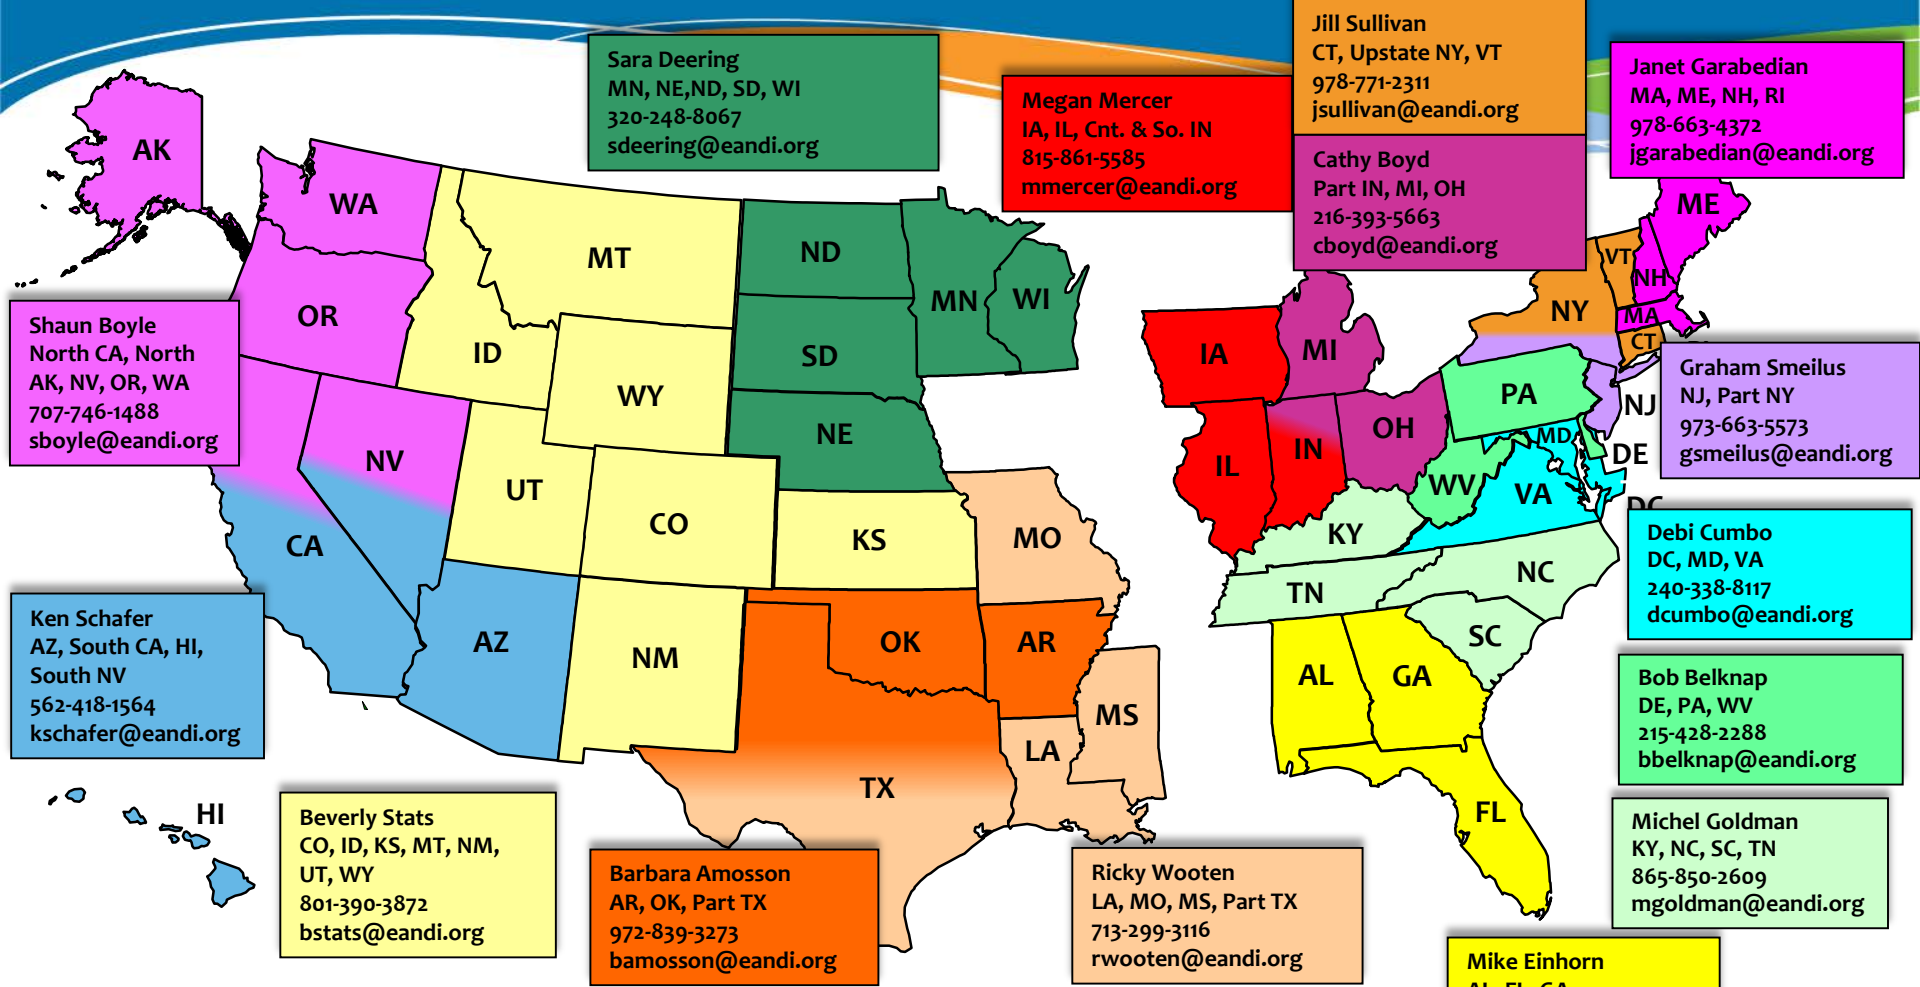 Jill Sullivan
CT, Upstate NY, VT
978-771-2311
jsullivan@eandi.org
Sara Deering
MN, NE,ND, SD, WI
320-248-8067
sdeering@eandi.org
Janet Garabedian
MA, ME, NH, RI
978-663-4372
jgarabedian@eandi.org
Megan Mercer
IA, IL, Cnt. & So. IN
815-861-5585
mmercer@eandi.org
Cathy Boyd
Part IN, MI, OH
216-393-5663
cboyd@eandi.org
AK
WA
ME
MT
ND
VT
NH
OR
MN
WI
NY
MA
Shaun Boyle
North CA, North
AK, NV, OR, WA
707-746-1488
sboyle@eandi.org
ID
SD
IA
MI
CT
Graham Smeilus
NJ, Part NY
973-663-5573
gsmeilus@eandi.org
WY
PA
NJ
NE
OH
MD
NV
IN
IL
DE
UT
WV
VA
DC
CO
KS
MO
KY
CA
Debi Cumbo
DC, MD, VA
240-338-8117
dcumbo@eandi.org
NC
TN
Ken Schafer
AZ, South CA, HI,
South NV
562-418-1564
kschafer@eandi.org
AZ
NM
OK
AR
SC
AL
GA
Bob Belknap
DE, PA, WV
215-428-2288
bbelknap@eandi.org
MS
LA
TX
HI
FL
Beverly Stats
CO, ID, KS, MT, NM,
UT, WY
801-390-3872
bstats@eandi.org
Michel Goldman
KY, NC, SC, TN
865-850-2609
mgoldman@eandi.org
Barbara Amosson
AR, OK, Part TX
972-839-3273
bamosson@eandi.org
Ricky Wooten
LA, MO, MS, Part TX
713-299-3116
rwooten@eandi.org
Mike Einhorn
AL, FL, GA